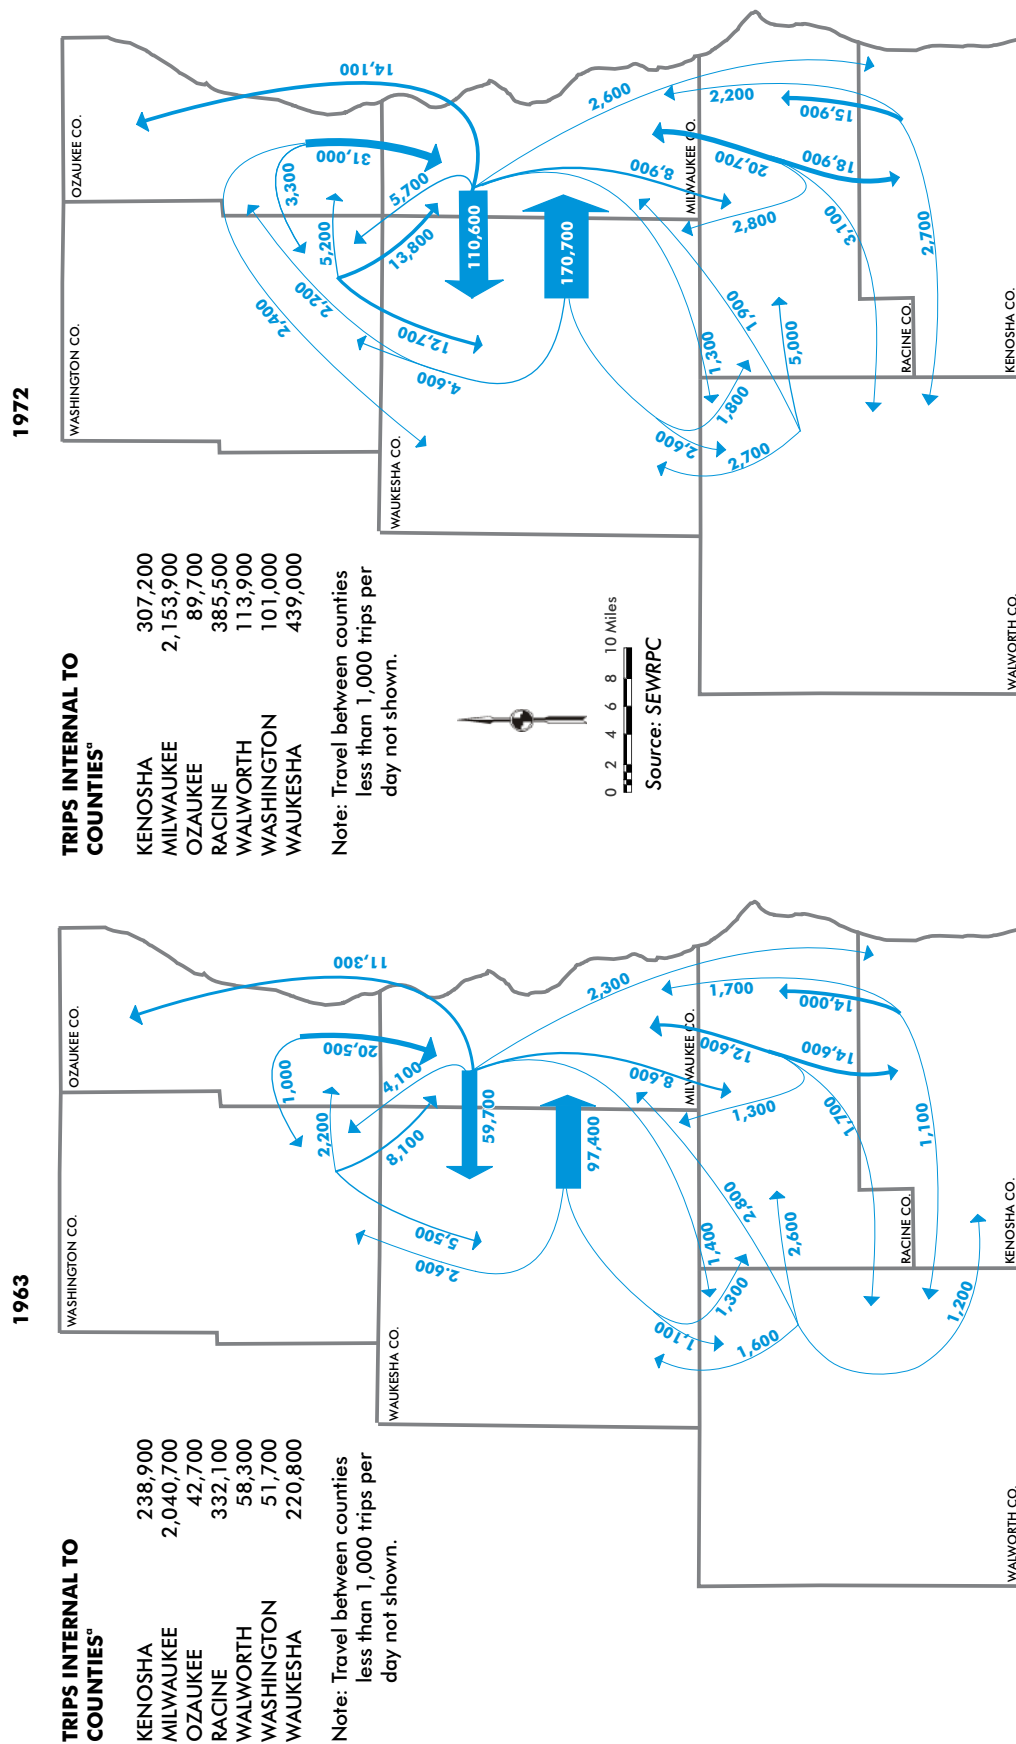 1963
TRIPS INTERNAL TO
COUNTIESª
KENOSHA 238,900
MILWAUKEE 2,040,700
OZAUKEE 42,700
RACINE 332,100
WALWORTH 58,300
WASHINGTON 51,700
WAUKESHA 220,800
Note: Travel between counties
less than 1,000 trips per
day not shown.
WASHINGTON CO.
OZAUKEE CO.
WAUKESHA CO.
MILWAUKEE CO.
WALWORTH CO.
RACINE CO.
KENOSHA CO.
11,300
1,000
20,500
2,200
4,100
8,100
5,500
2.600
59,700
97,400
2,300
8,600
12,600
1,700
1,300
1,400
2,800
1,300
1,100
1,600
2,600
14,000
14,600
1,700
1,100
1,200
1972
TRIPS INTERNAL TO
COUNTIESª
KENOSHA 307,200
MILWAUKEE 2,153,900
OZAUKEE 89,700
RACINE 385,500
WALWORTH 113,900
WASHINGTON 101,000
WAUKESHA 439,000
Note: Travel between counties
less than 1,000 trips per
day not shown.
0 2 4 6 8 10 Miles
Source: SEWRPC
WASHINGTON CO.
OZAUKEE CO.
WAUKESHA CO.
MILWAUKEE CO.
WALWORTH CO.
RACINE CO.
KENOSHA CO.
14,100
3,300
31,000
5,200
5,700
13,800
2,200
2,400
12,700
4.600
110,600
170,700
2,600
8,900
20,700
2,200
2,800
1,300
1,900
1,800
2,600
2,700
5,000
15,900
18,900
3,100
2,700